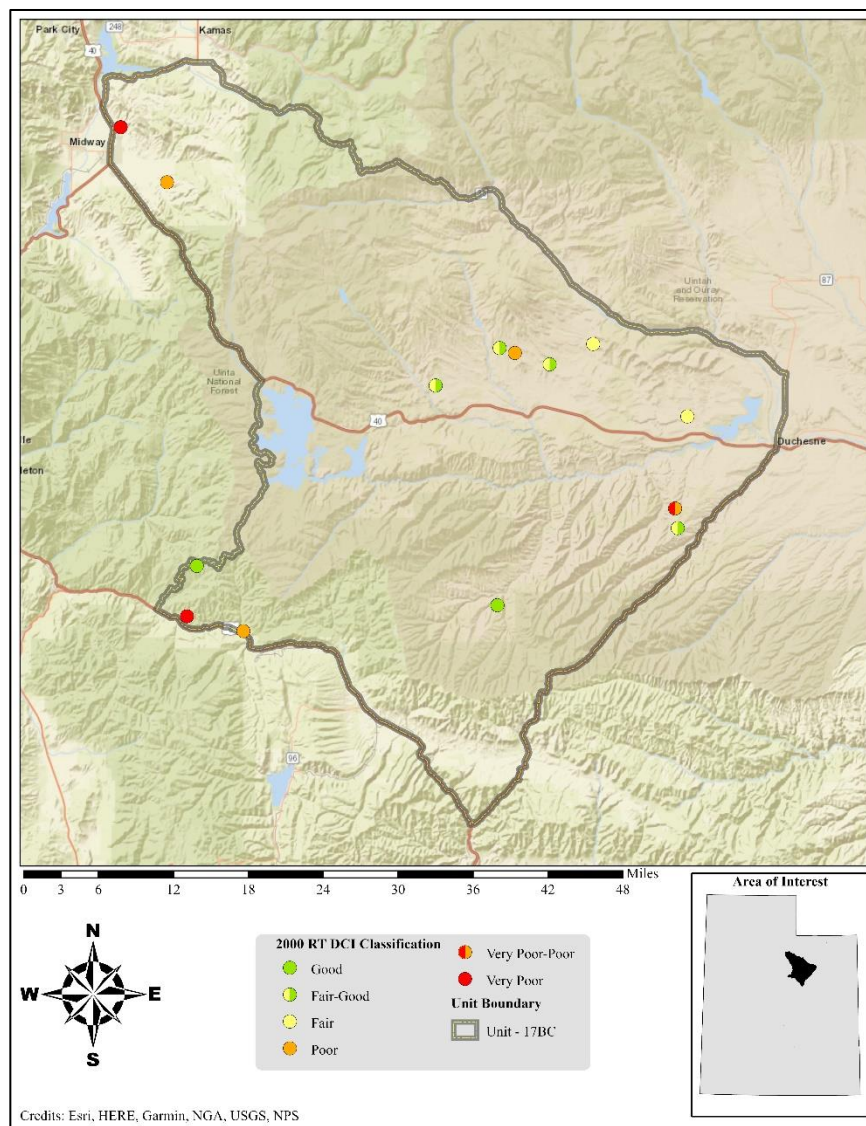 Park City
248
Kamas
40
Midway
87
Uintah
and Ouray
Reservation
Uinta
National
Forest
40
Duchesne
lle
leton
96
0 3 6 12 18 24 30 36 42 48 Miles
Area of Interest
N
W E
S
2000 RT DCI Classification
Good
Fair-Good
Fair
Poor
Very Poor-Poor
Very Poor
Unit Boundary
Unit - 17BC
Credits: Esri, HERE, Garmin, NGA, USGS, NPS